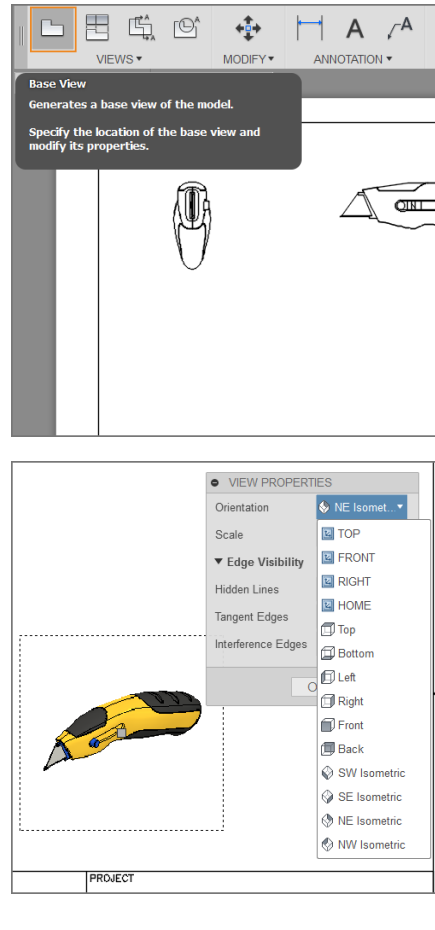 A
VIEWS
MODIFY
ANNOTATION
Base View
Generates a base view of the model.
Specify the location of the base view and
modify its properties.
VIEW PROPERTIES
Orientation
NE Isomet...
Scale
Edge Visibility
Hidden Lines
Tangent Edges
Interference Edges
O
TOP
FRONT
RIGHT
HOME
Top
Bottom
Left
Right
Front
Back
SW Isometric
SE Isometric
NE Isometric
NW Isometric
PROJECT